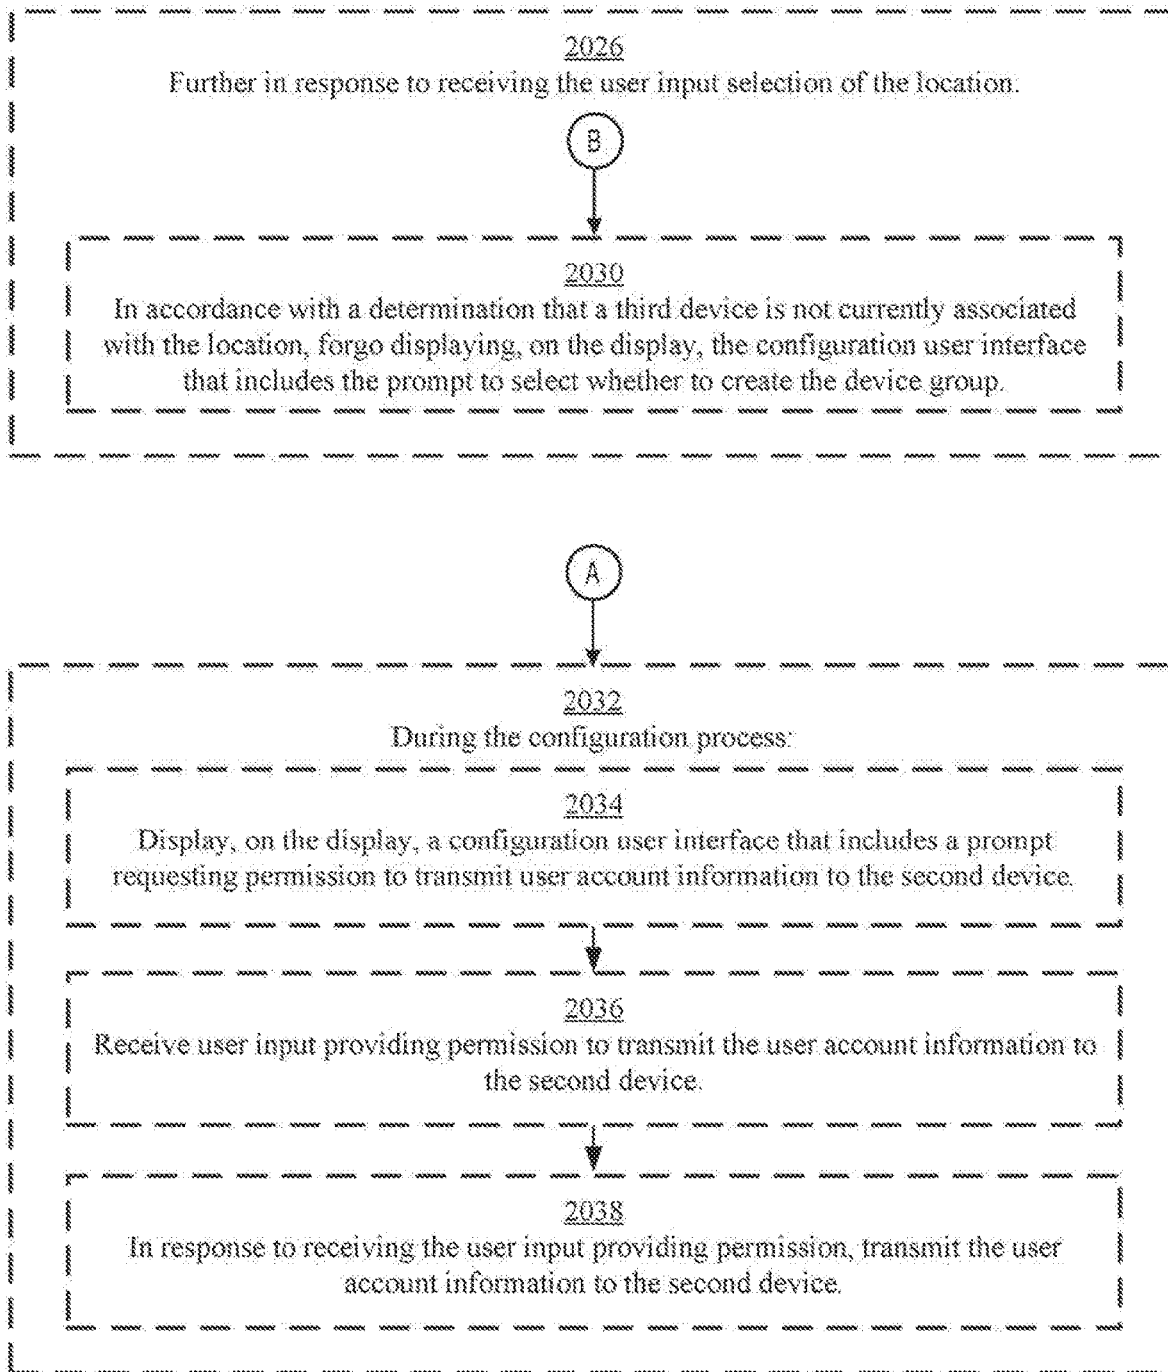 2026
Further in response to receiving the user input selection of the location:
B
2030
In accordance with a determination that a third device is not currently associated
with the location, forgo displaying, on the display, the configuration user interface
that includes the prompt to select whether to create the device group.
A
2032
During the configuration process:
2034
Display, on the display, a configuration user interface that includes a prompt
requesting permission to transmit user account information to the second device.
2036
Receive user input providing permission to transmit the user account information to
the second device.
2038
In response to receiving the user input providing permission, transmit the user
account information to the second device.